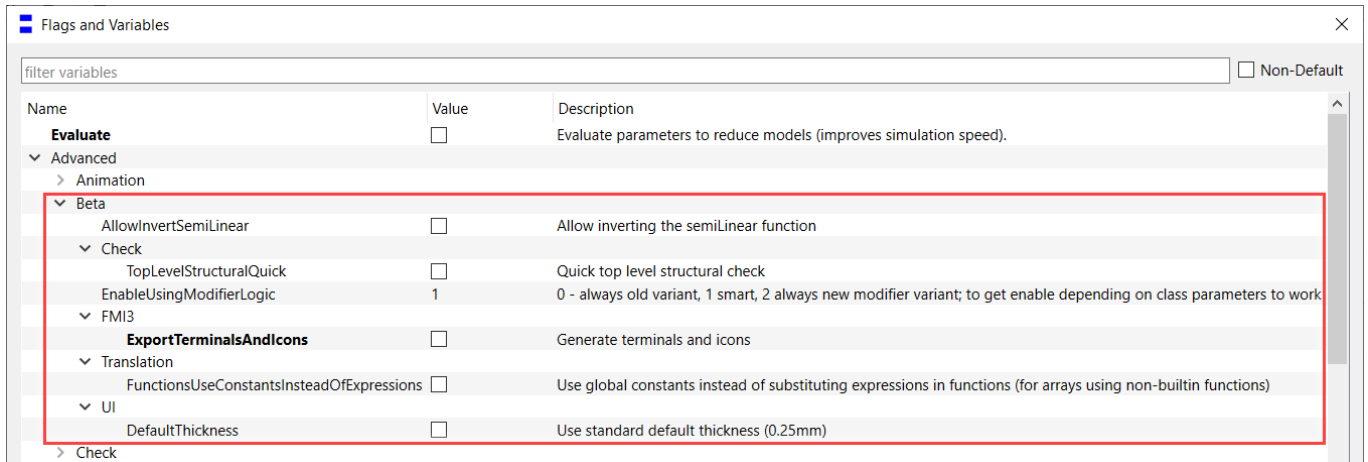 Flags and Variables
filter variables
Non-Default
Name Value Description
Evaluate Evaluate parameters to reduce models (improves simulation speed).
Advanced
Animation
Beta
AllowInvertSemiLinear Allow inverting the semiLinear function
Check
TopLevelStructuralQuick Quick top level structural check
EnableUsingModifierLogic 1 0 - always old variant, 1 smart, 2 always new modifier variant; to get enable depending on class parameters to work
FMI3
ExportTerminalsAndIcons Generate terminals and icons
Translation
FunctionsUseConstantsInsteadOfExpressions Use global constants instead of substituting expressions in functions (for arrays using non-builtin functions)
UI
DefaultThickness Use standard default thickness (0.25mm)
Check